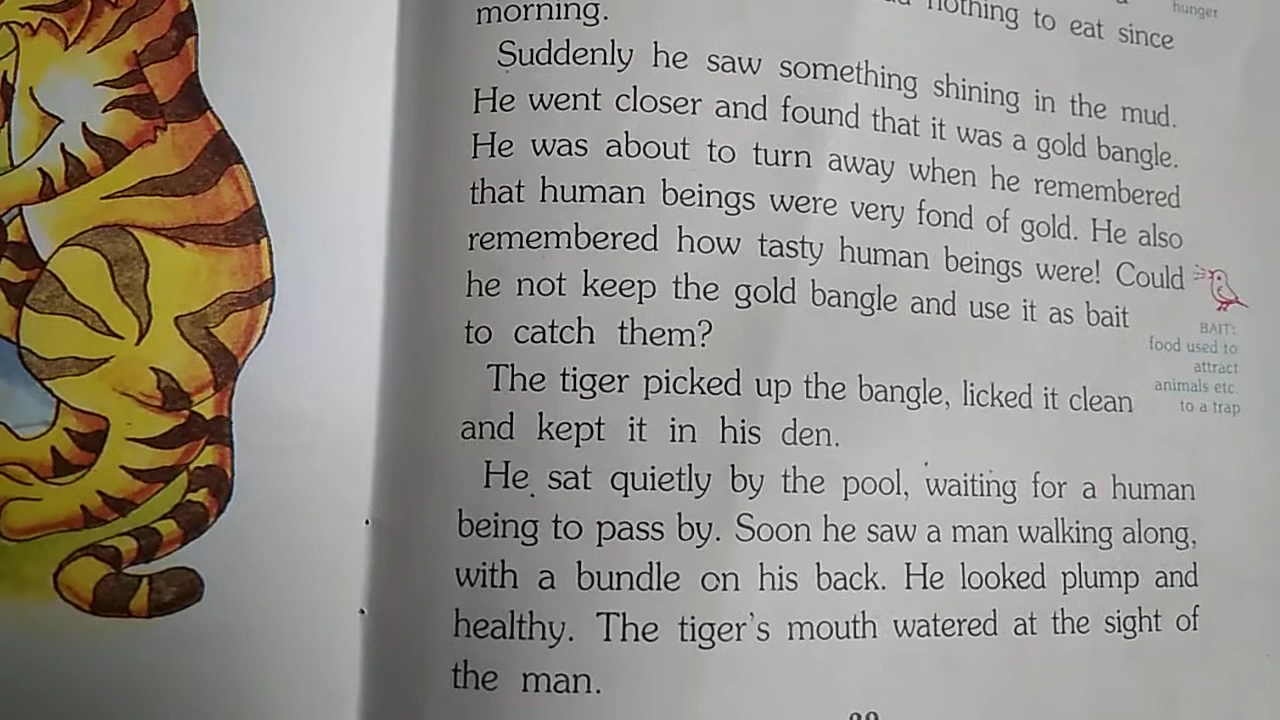 hunger
nothing to eat since
morning.
Suddenly he saw something shining in the mud.
He went closer and found that it was a gold bangle.
He was about to turn away when he remembered
that human beings were very fond of gold. He also
remembered how tasty human beings were! Could
he not keep the gold bangle and use it as bait
to catch them?
BAIT:
food used to
attract
animals etc.
to a trap
The tiger picked up the bangle, licked it clean
and kept it in his den.
He sat quietly by the pool, waiting for a human
being to pass by. Soon he saw a man walking along,
with a bundle on his back. He looked plump and
healthy. The tiger's mouth watered at the sight of
the man.